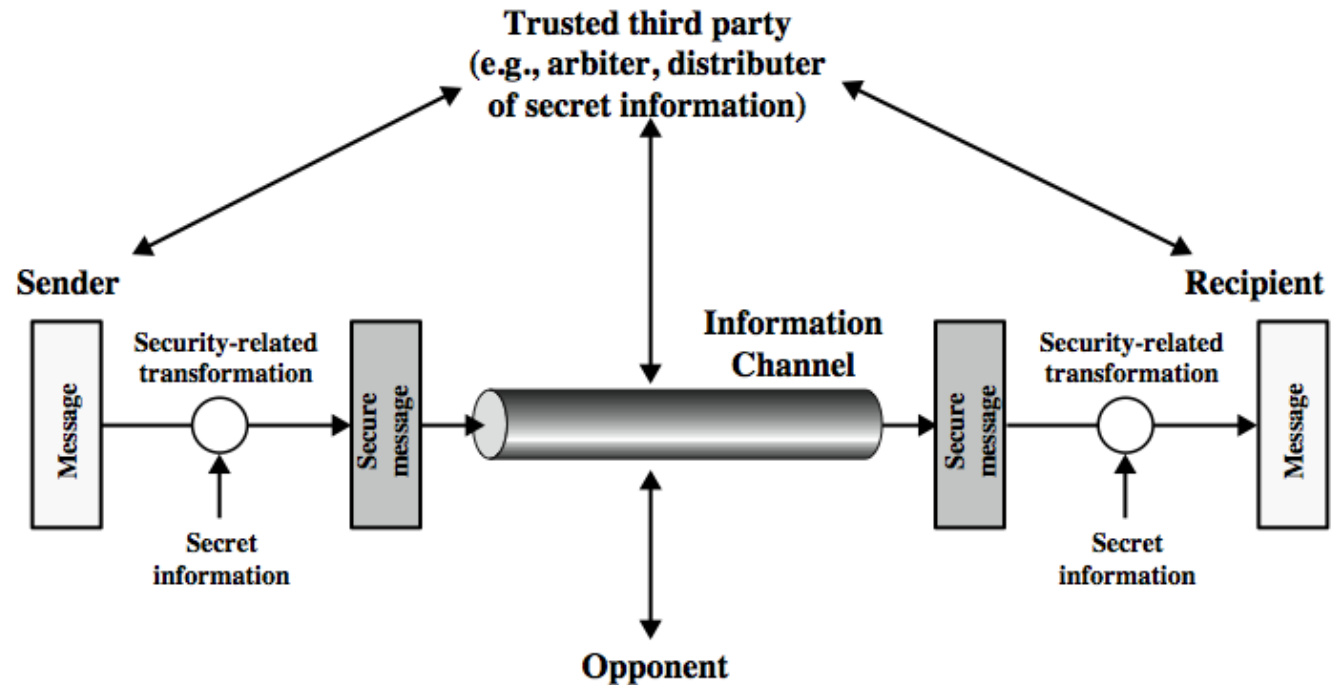 Trusted third party
(e.g., arbiter, distributer
of secret information)
Sender
Recipient
Information
Channel
Security-related
transformation
Security-related
transformation
Message
Secure
message
Secure
message
Message
Secret
information
Secret
information
Opponent